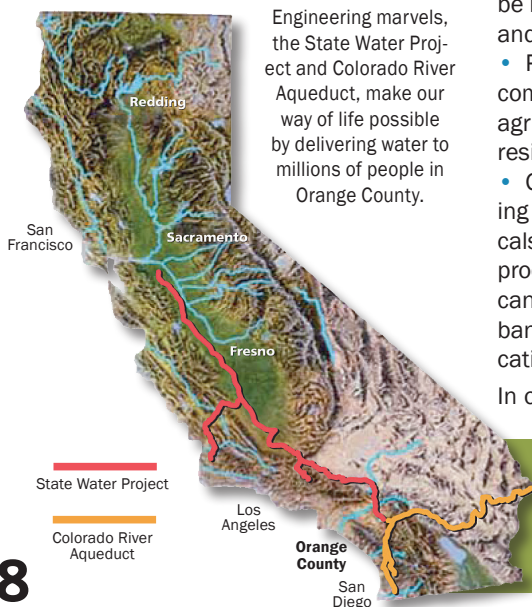 Engineering marvels,
the State Water Proj-
ect and Colorado River
Aqueduct, make our
way of life possible
by delivering water to
millions of people in
Orange County.
Redding
San
Francisco
Sacramento
Fresno
State Water Project
Colorado River
Aqueduct
Los
Angeles
Orange
County
San
Diego
8
be
and
•
com
agr
resi
•
ing
cals
pro
can
ban
cati
In c